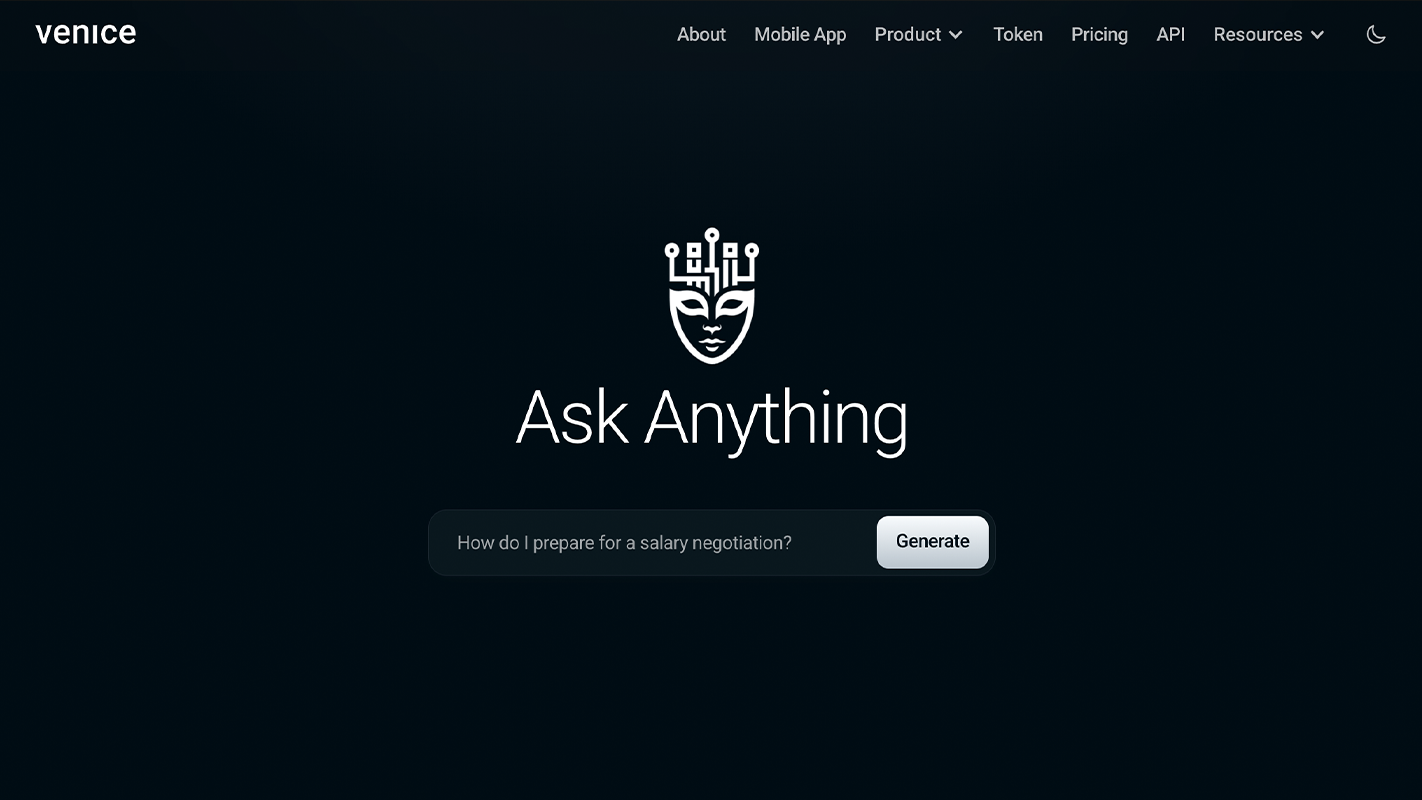 venice
About Mobile App Product Token Pricing API Resources
Ask Anything
How do I prepare for a salary negotiation? Generate